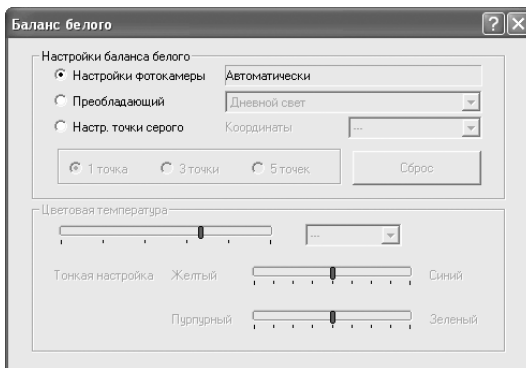 Баланс белого
Настройки баланса белого
Настройки фотокамеры Автоматически
Преобладающий Дневной свет
Настр. точки серого Координаты ---
1 точка 3 точки 5 точек Сброс
Цветовая температура
---
Тонкая настройка Желтый Синий
Пурпурный Зеленый